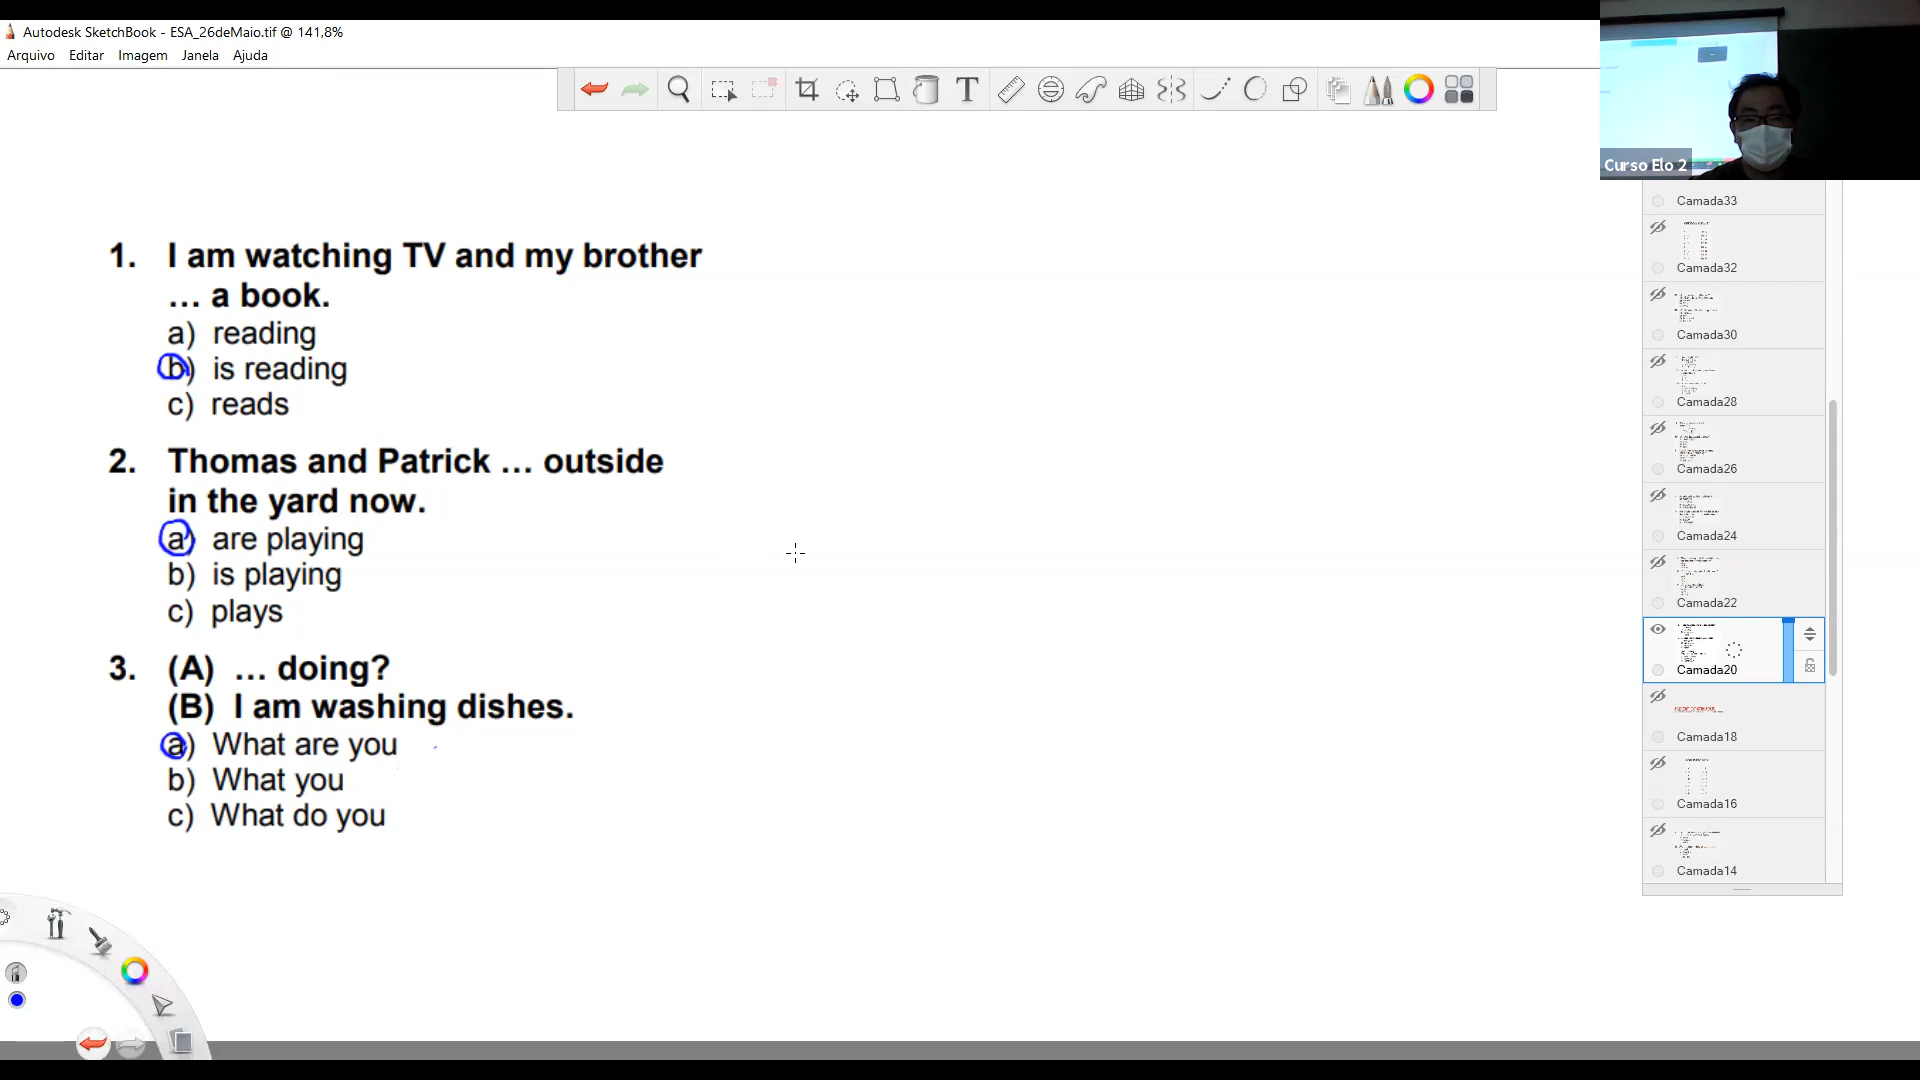 Autodesk SketchBook - ESA_26deMaio.tif @ 141,8%
Arquivo Editar Imagem Janela Ajuda
T
Curso Elo 2
1. I am watching TV and my brother
… a book.
a) reading
b) is reading
c) reads
2. Thomas and Patrick … outside
in the yard now.
a) are playing
b) is playing
c) plays
3. (A) … doing?
(B) I am washing dishes.
a) What are you
b) What you
c) What do you
Camada33
Camada32
Camada30
Camada28
Camada26
Camada24
Camada22
Camada20
Camada18
Camada16
Camada14